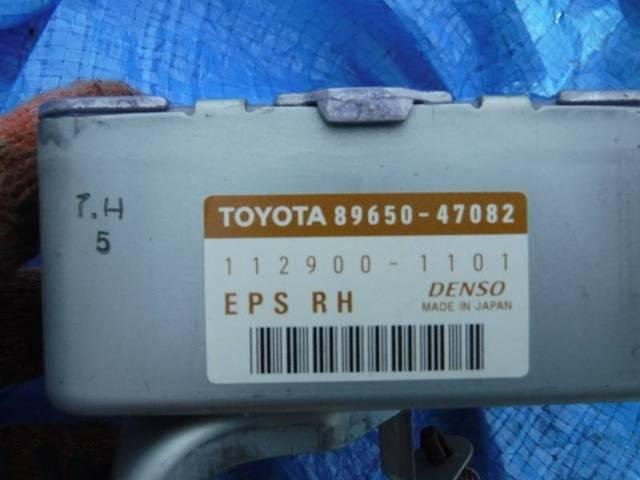 7.H
5
TOYOTA 89650-47082
112900-1101
DENSO
EPS RH
MADE IN JAPAN